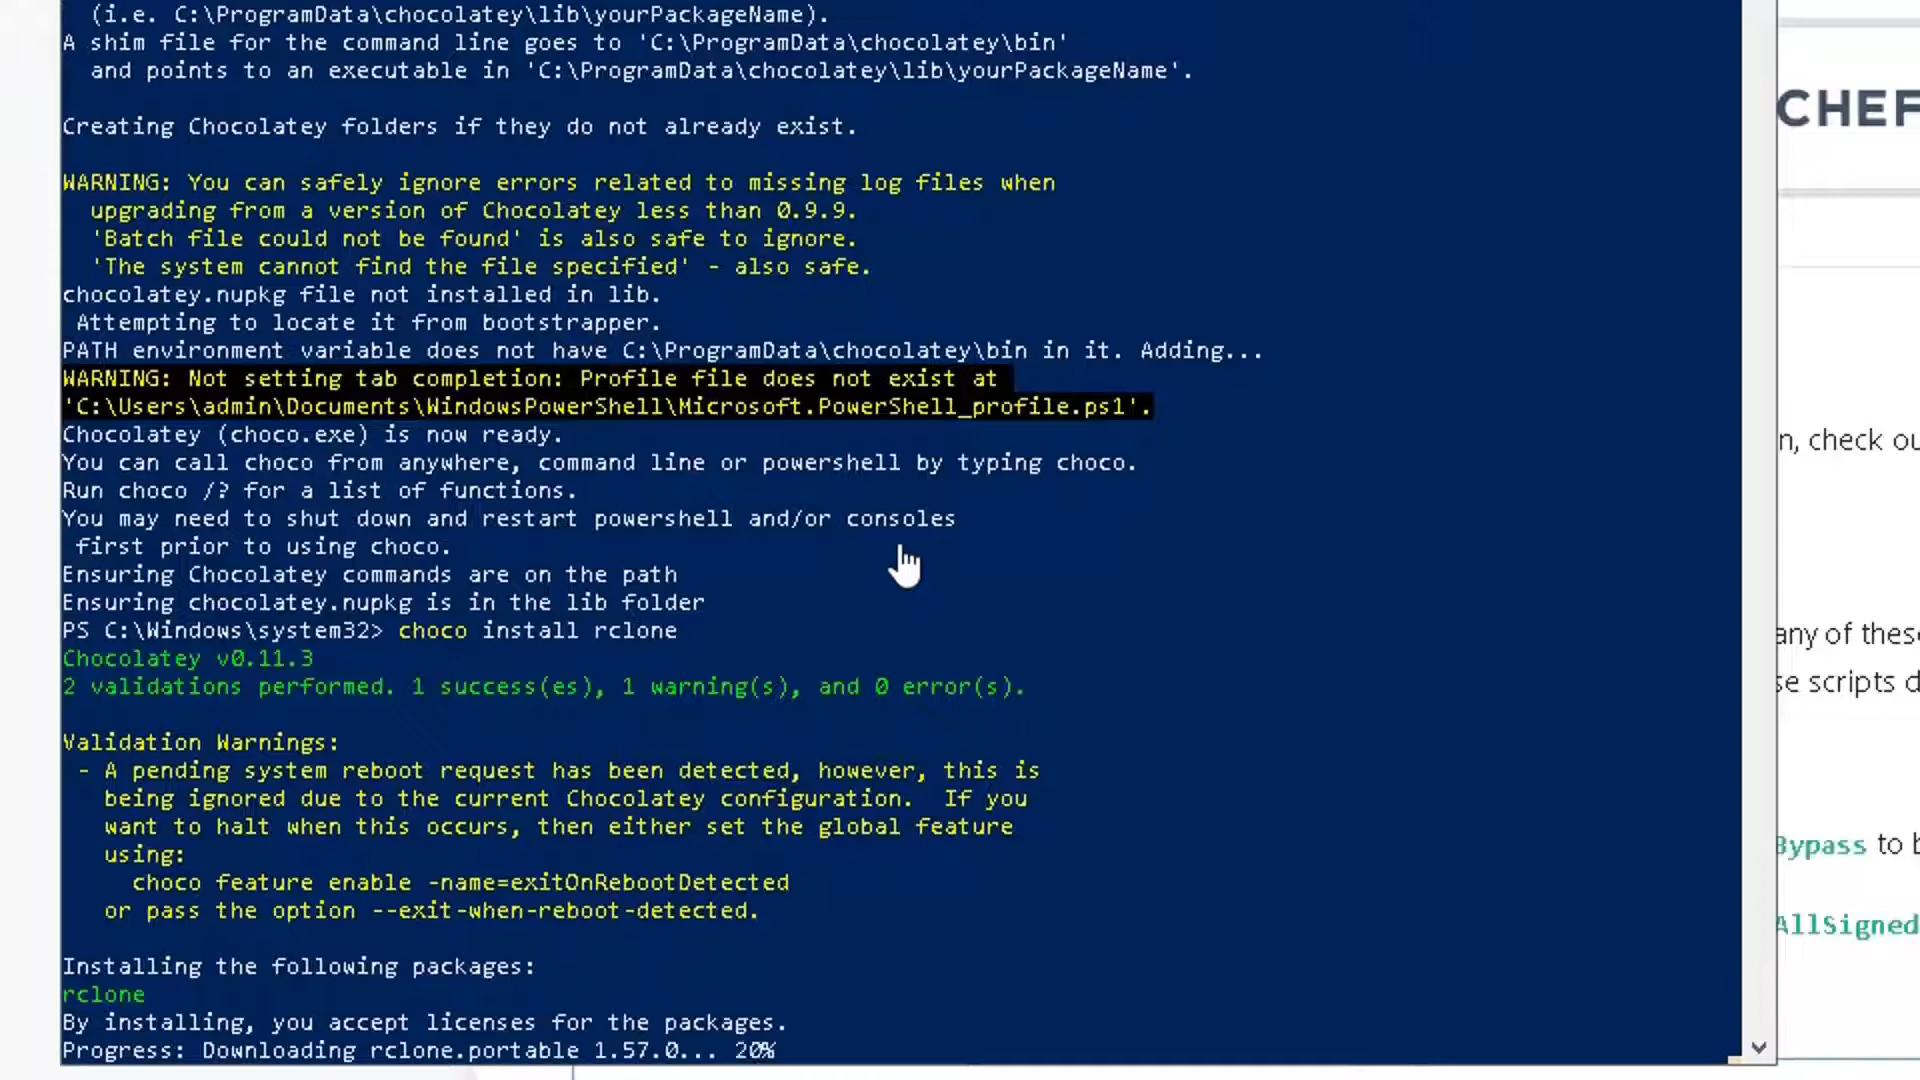 (i.e. C:\ProgramData\chocolatey\lib\yourPackageName).
A shim file for the command line goes to 'C:\ProgramData\chocolatey\bin'
and points to an executable in 'C:\ProgramData\chocolatey\lib\yourPackageName'.
Creating Chocolatey folders if they do not already exist.
WARNING: You can safely ignore errors related to missing log files when
upgrading from a version of Chocolatey less than 0.9.9.
'Batch file could not be found' is also safe to ignore.
'The system cannot find the file specified' - also safe.
chocolatey.nupkg file not installed in lib.
Attempting to locate it from bootstrapper.
PATH environment variable does not have C:\ProgramData\chocolatey\bin in it. Adding...
WARNING: Not setting tab completion: Profile file does not exist at
'C:\Users\admin\Documents\WindowsPowerShell\Microsoft.PowerShell_profile.ps1'.
Chocolatey (choco.exe) is now ready.
You can call choco from anywhere, command line or powershell by typing choco.
Run choco /? for a list of functions.
You may need to shut down and restart powershell and/or consoles
first prior to using choco.
Ensuring Chocolatey commands are on the path
Ensuring chocolatey.nupkg is in the lib folder
PS C:\Windows\system32> choco install rclone
Chocolatey v0.11.3
2 validations performed. 1 success(es), 1 warning(s), and 0 error(s).
Validation Warnings:
- A pending system reboot request has been detected, however, this is
being ignored due to the current Chocolatey configuration.  If you
want to halt when this occurs, then either set the global feature
using:
choco feature enable -name=exitOnRebootDetected
or pass the option --exit-when-reboot-detected.
Installing the following packages:
rclone
By installing, you accept licenses for the packages.
Progress: Downloading rclone.portable 1.57.0... 20%
CHEF
n, check ou
any of these
se scripts d
Bypass to b
AllSigned